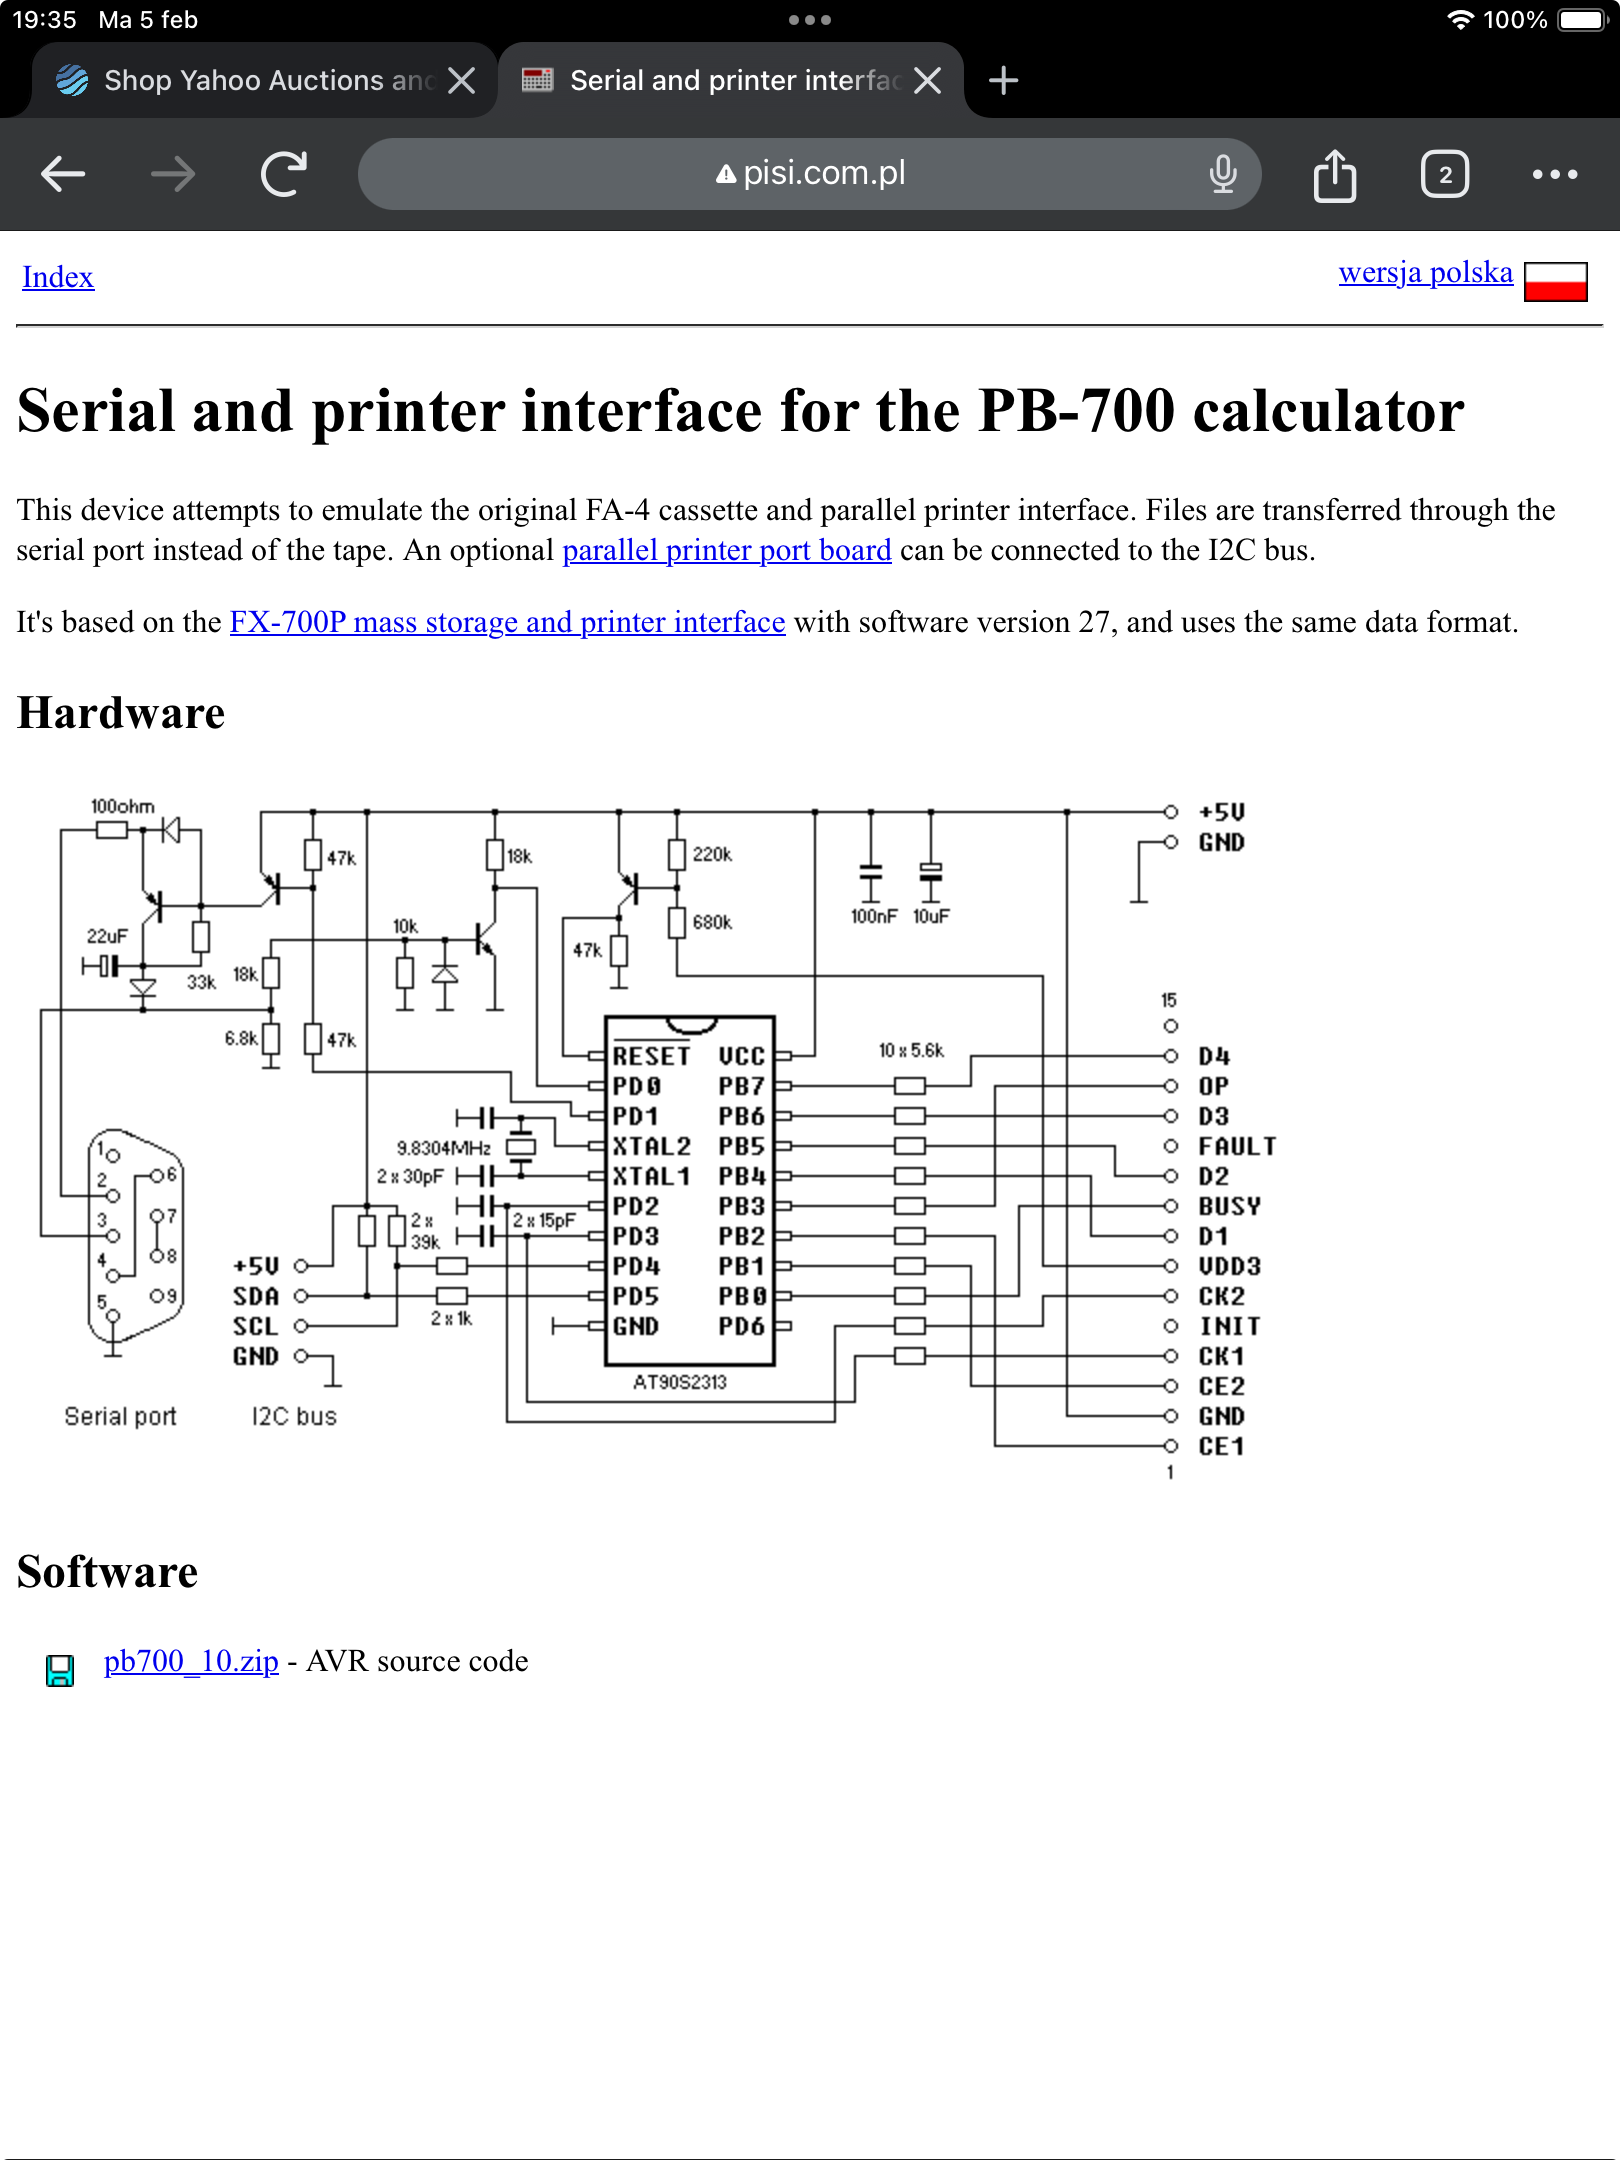 19:35 Ma 5 feb
100%
Shop Yahoo Auctions and
Serial and printer interfac
pisi.com.pl
2
Index
wersja polska
Serial and printer interface for the PB-700 calculator
This device attempts to emulate the original FA-4 cassette and parallel printer interface. Files are transferred through the
serial port instead of the tape. An optional parallel printer port board can be connected to the I2C bus.
It's based on the FX-700P mass storage and printer interface with software version 27, and uses the same data format.
Hardware
100ohm
+5V
GND
47k
18k
220k
100nF 10uF
22uF
10k
680k
47k
33k
18k
6.8k
47k
15
10 x 5.6k
RESET VCC
D4
PD0 PB7
OP
PD1 PB6
D3
9.8304MHz
XTAL2 PB5
FAULT
2 x 30pF
XTAL1 PB4
D2
PD2 PB3
BUSY
2 x 39k
2 x 15pF
PD3 PB2
D1
+5V
PD4 PB1
VDD3
SDA
PD5 PB0
CK2
SCL
2 x 1k
GND PD6
INIT
GND
CK1
AT90S2313
CE2
GND
CE1
1
1
2
3
4
5
6
7
8
9
Serial port
I2C bus
Software
pb700_10.zip - AVR source code